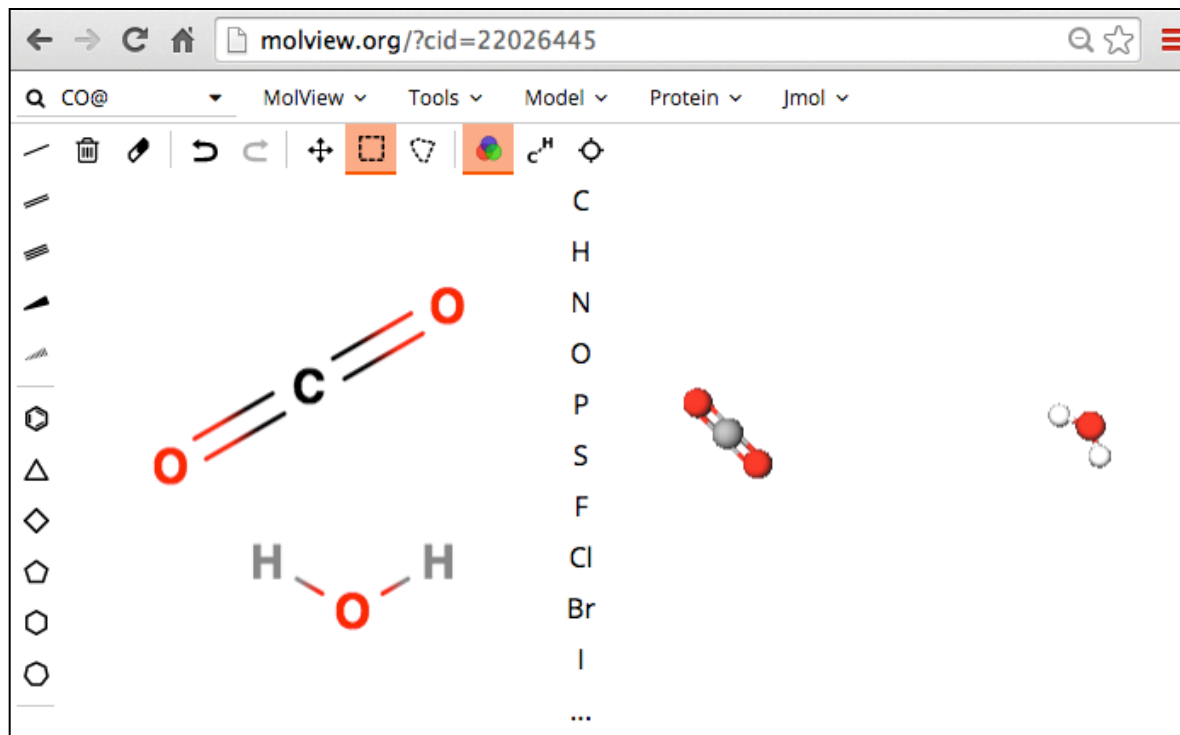 molview.org/?cid=22026445
CO@ MolView Tools Model Protein Jmol
C H
C
H
N
O
P
S
F
Cl
Br
I
...
O
C
O
H H
O